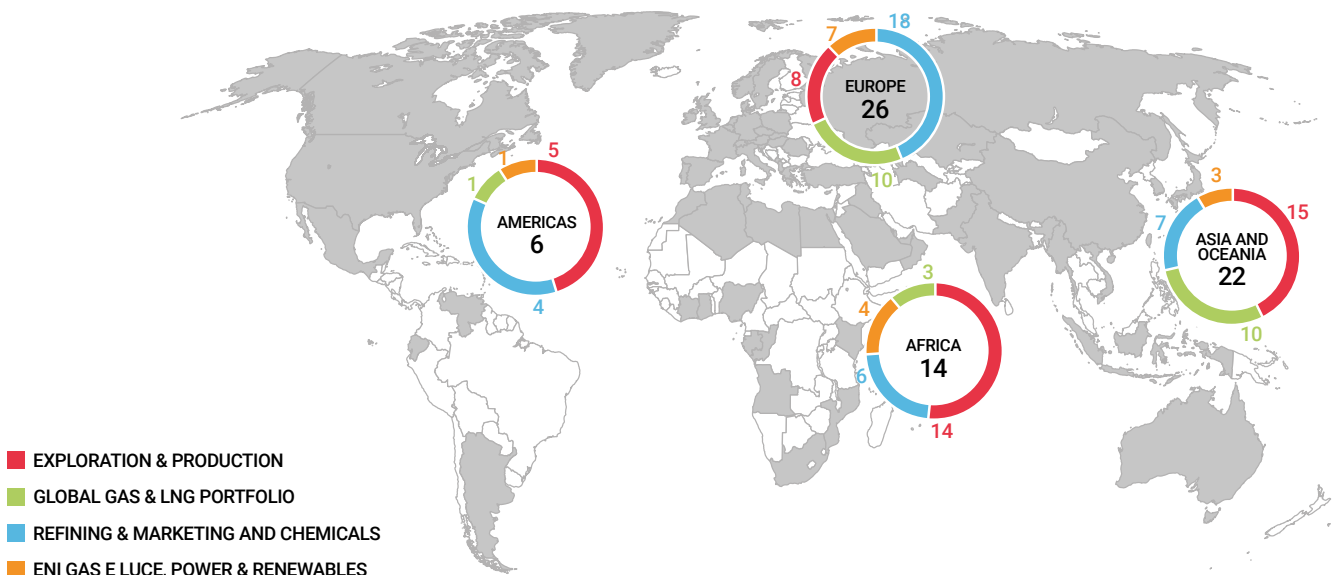 18
7
8
EUROPE
26
10
5
1
1
AMERICAS
6
4
3
15
7
ASIA AND
OCEANIA
22
10
3
4
AFRICA
14
6
14
EXPLORATION & PRODUCTION
GLOBAL GAS & LNG PORTFOLIO
REFINING & MARKETING AND CHEMICALS
ENI GAS E LUCE, POWER & RENEWABLES